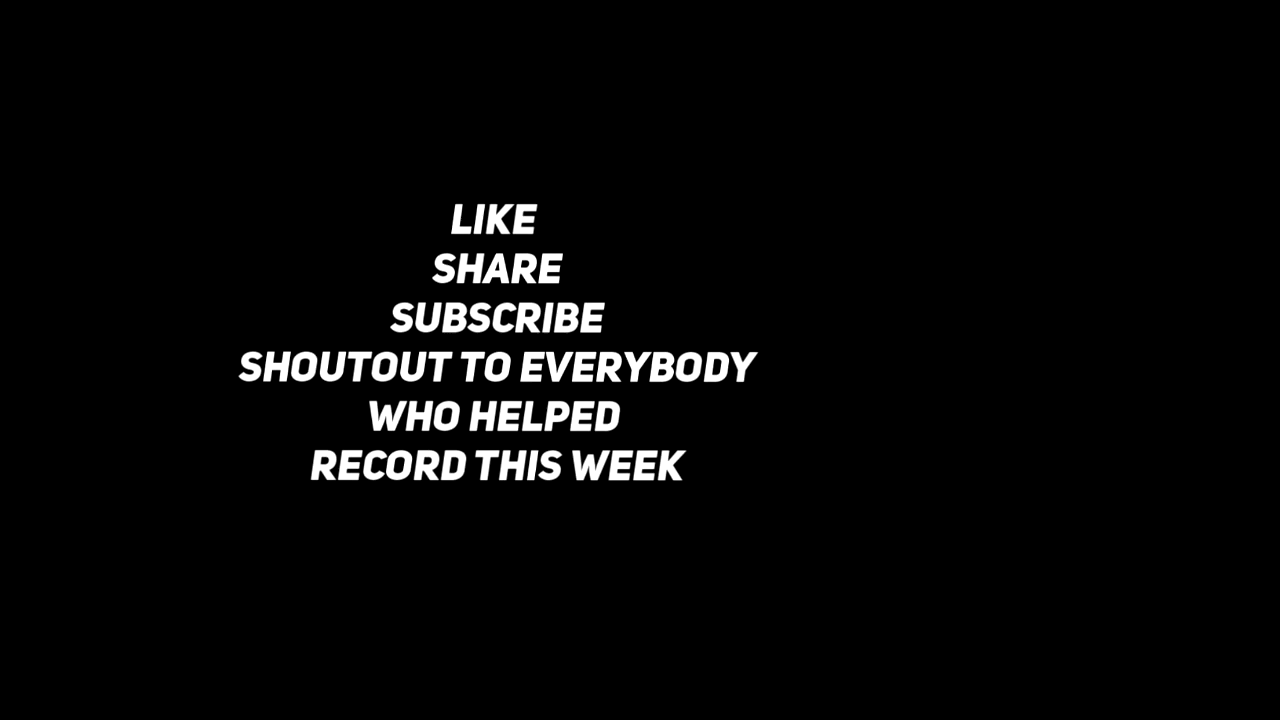 LIKE
SHARE
SUBSCRIBE
SHOUTOUT TO EVERYBODY
WHO HELPED
RECORD THIS WEEK